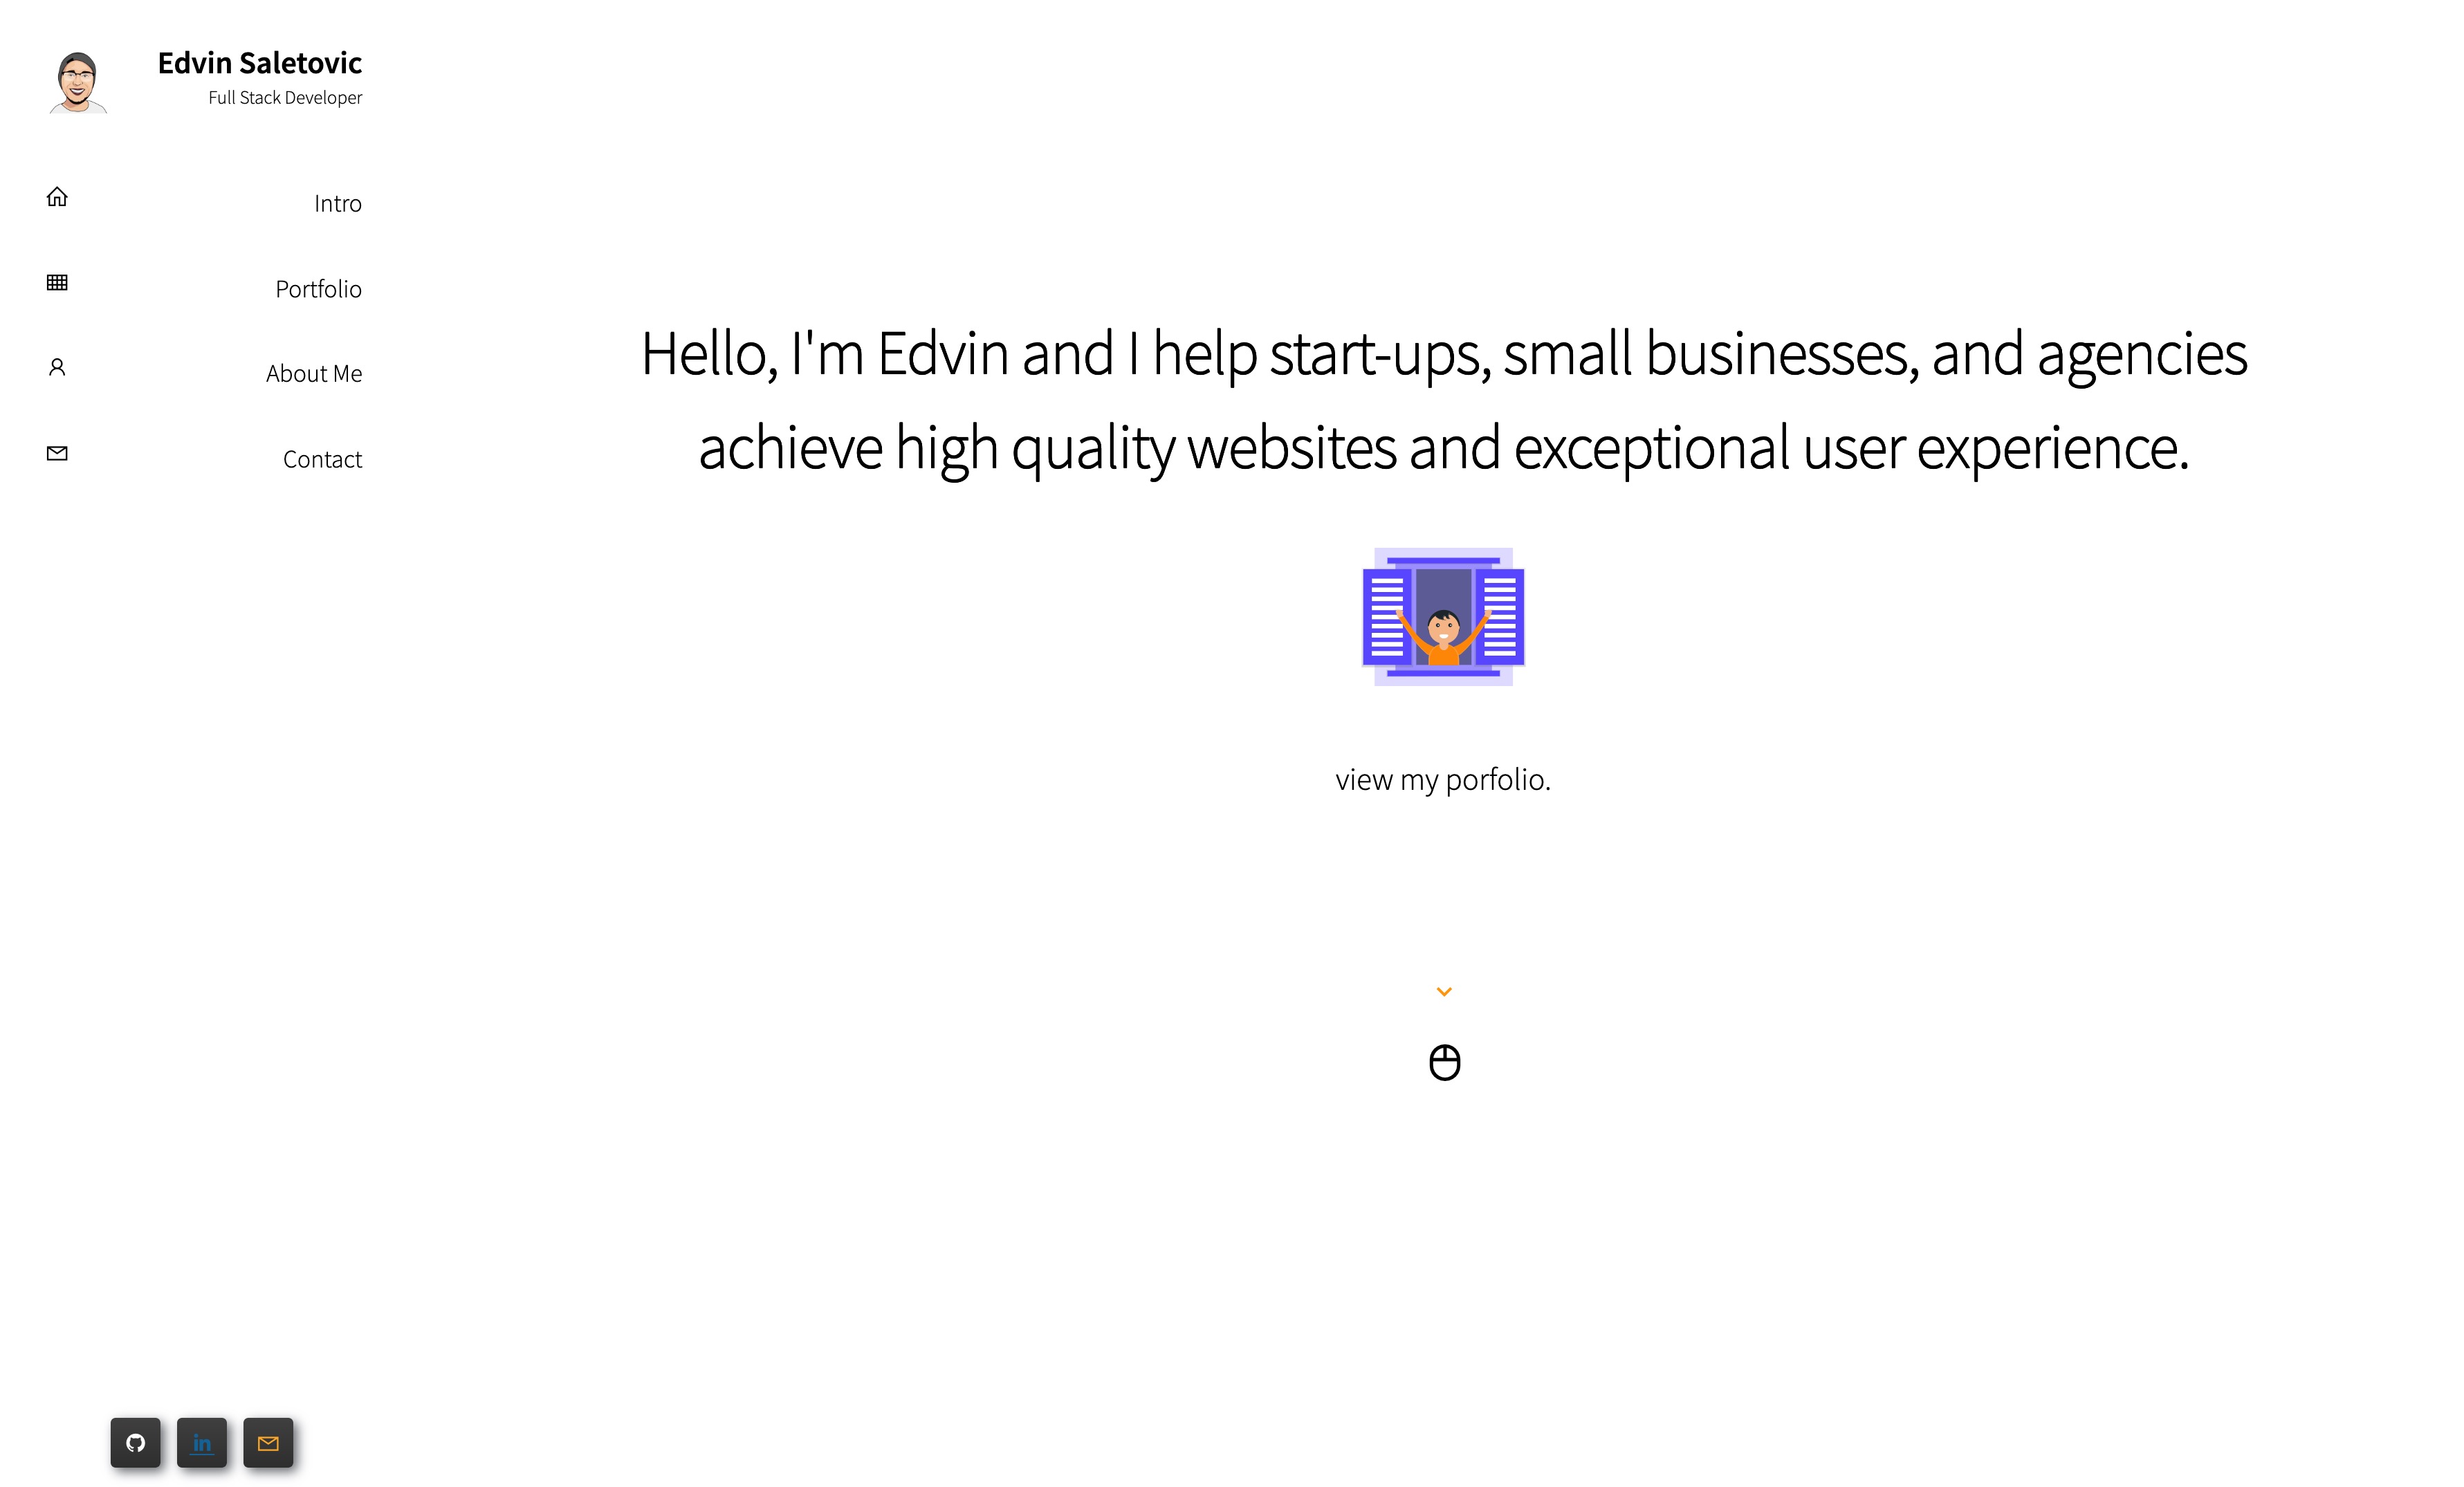 Edvin Saletovic
Full Stack Developer
Intro
Portfolio
About Me
Contact
Hello, I'm Edvin and I help start-ups, small businesses, and agencies
achieve high quality websites and exceptional user experience.
view my porfolio.
in